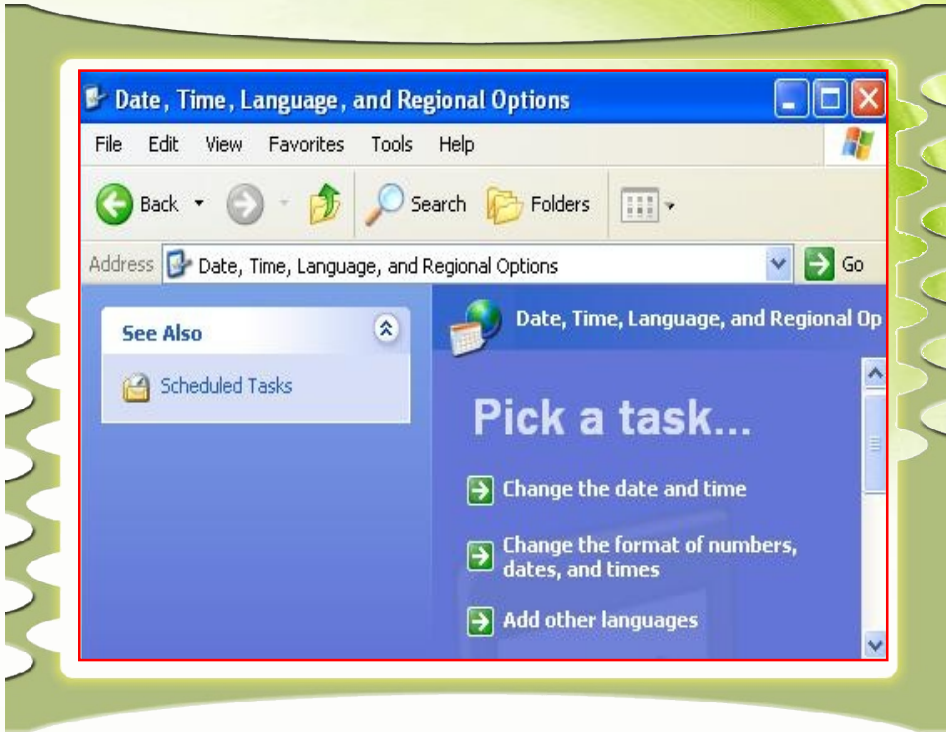 Date, Time, Language, and Regional Options
File Edit View Favorites Tools Help
Back Search Folders
Address Date, Time, Language, and Regional Options Go
See Also
Scheduled Tasks
Date, Time, Language, and Regional Op
Pick a task...
Change the date and time
Change the format of numbers,
dates, and times
Add other languages